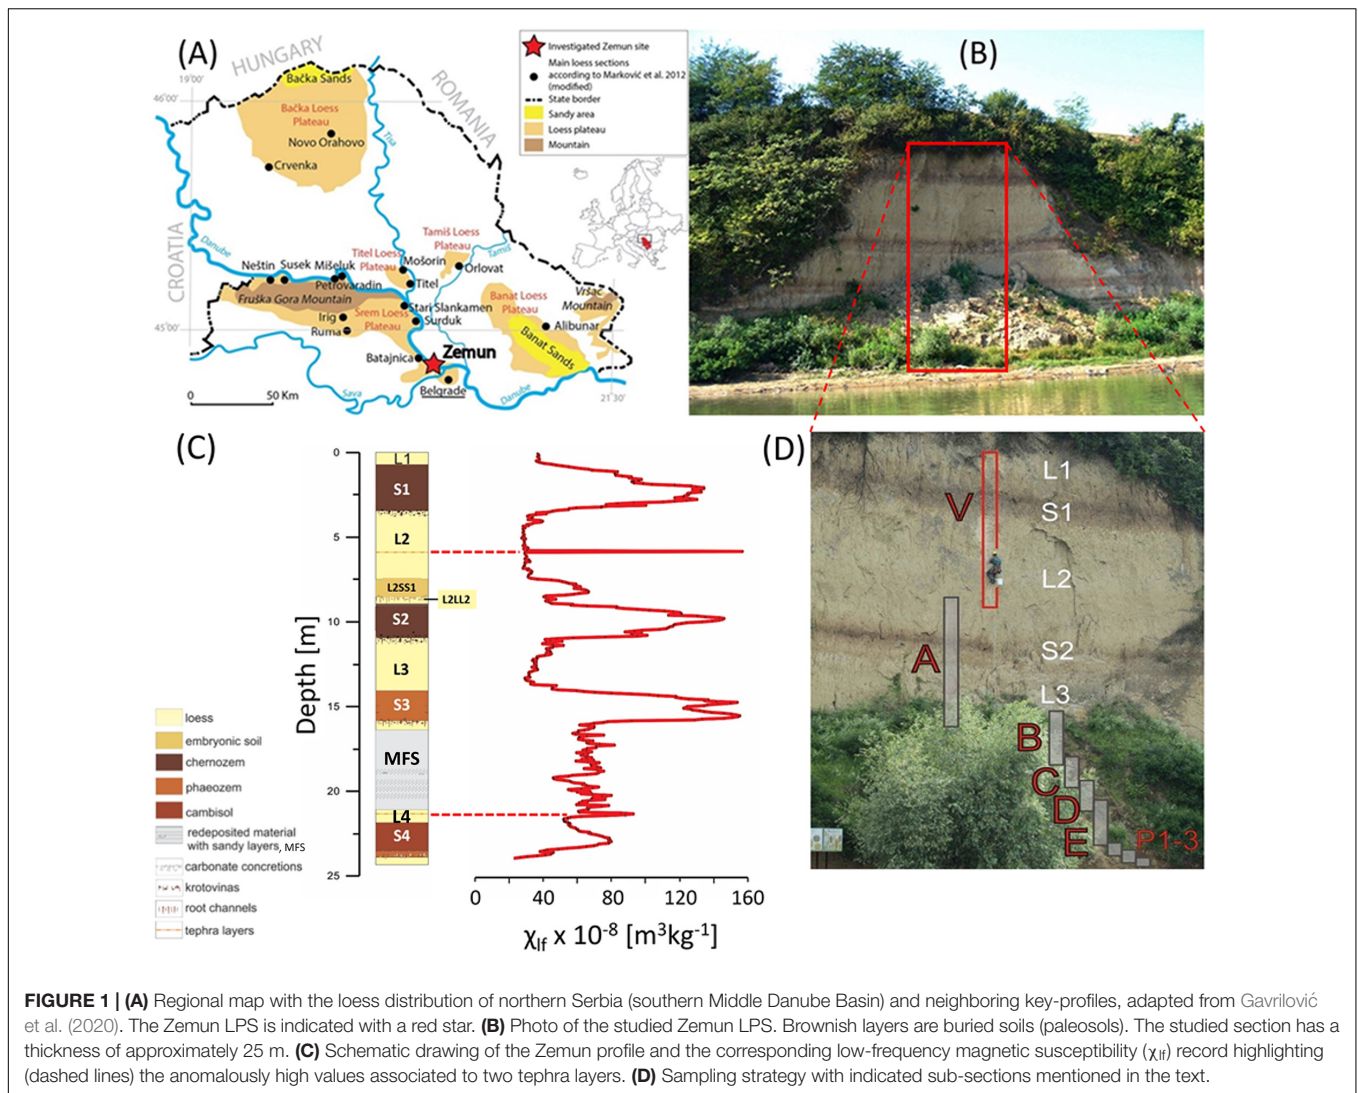 (A)
HUNGARY
ROMANIA
CROATIA
19°00'
46°00'
45°00'
21°30'
Bačka Sands
Bačka Loess
Plateau
Novo Orahovo
Crvenka
Tisa
Danube
Neštin
Susek
Mišeluk
Petrovaradin
Fruška Gora Mountain
Irig
Ruma
Srem Loess
Plateau
Titel Loess
Plateau
Mošorin
Titel
Tamiš Loess
Plateau
Tamiš
Orlovat
Stari Slankamen
Surduk
Banat Loess
Plateau
Vršac
Mountain
Alibunar
Banat Sands
Batajnica
Zemun
Belgrade
Sava
Danube
0
50 Km
Investigated Zemun site
Main loess sections
according to Marković et al. 2012
(modified)
State border
Sandy area
Loess plateau
Mountain
(B)
(C)
0
5
10
15
20
25
Depth [m]
L1
S1
L2
L2SS1
L2LL2
S2
L3
S3
MFS
L4
S4
0
40
80
120
160
χlf x 10-8 [m3kg-1]
loess
embryonic soil
chernozem
phaeozem
cambisol
redeposited material
with sandy layers, MFS
carbonate concretions
krotovinas
root channels
tephra layers
(D)
V
L1
S1
L2
A
S2
L3
B
C
D
E
P1-3
FIGURE 1 | (A) Regional map with the loess distribution of northern Serbia (southern Middle Danube Basin) and neighboring key-profiles, adapted from Gavrilović
et al. (2020). The Zemun LPS is indicated with a red star. (B) Photo of the studied Zemun LPS. Brownish layers are buried soils (paleosols). The studied section has a
thickness of approximately 25 m. (C) Schematic drawing of the Zemun profile and the corresponding low-frequency magnetic susceptibility (χlf) record highlighting
(dashed lines) the anomalously high values associated to two tephra layers. (D) Sampling strategy with indicated sub-sections mentioned in the text.